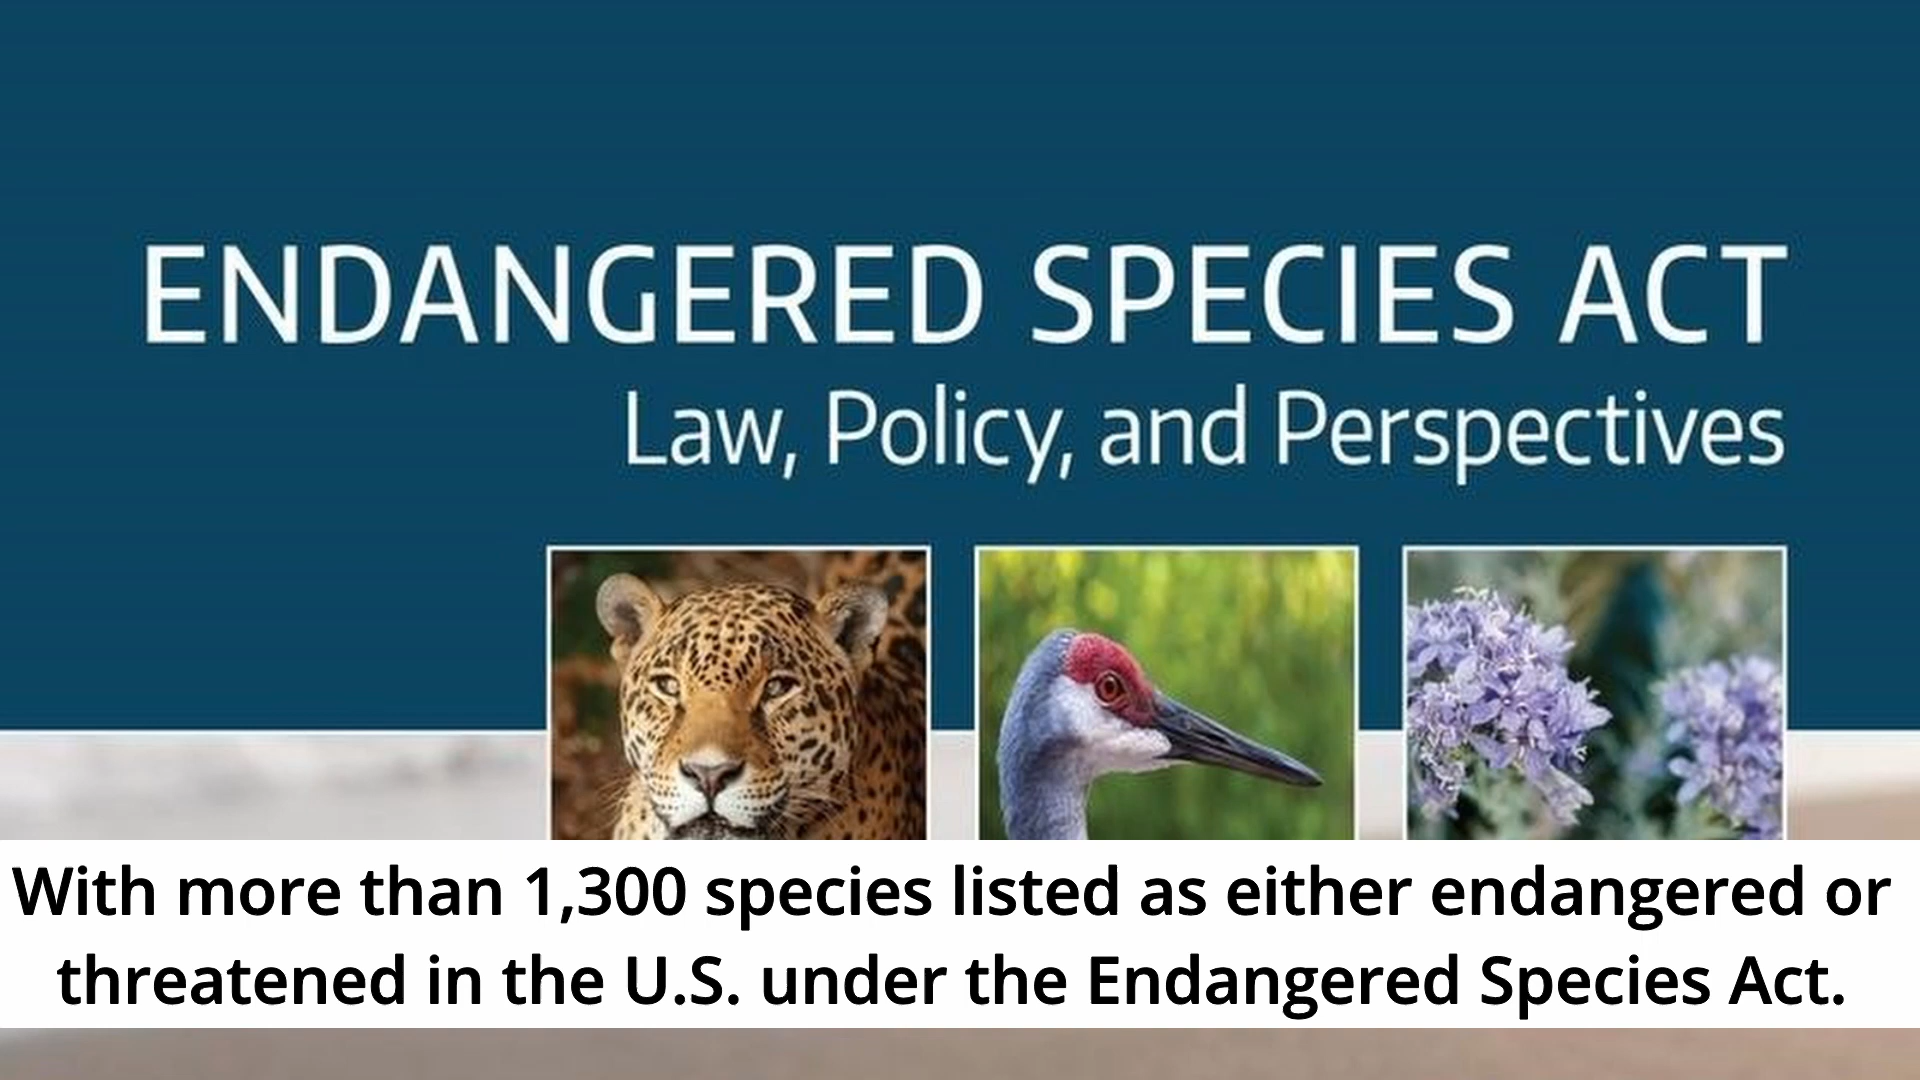 ENDANGERED SPECIES ACT
Law, Policy, and Perspectives
With more than 1,300 species listed as either endangered or
threatened in the U.S. under the Endangered Species Act.